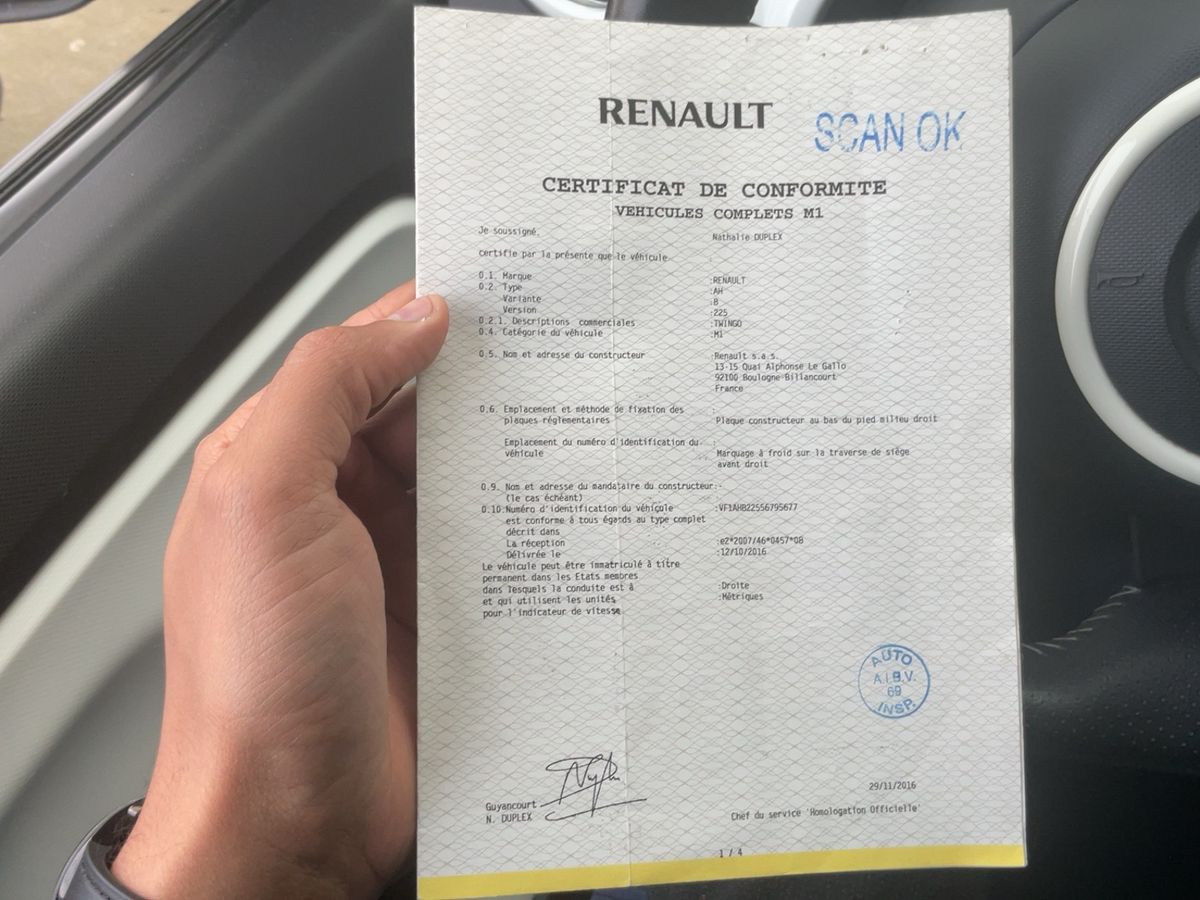 RENAULT
SCAN OK
CERTIFICAT DE CONFORMITE
VEHICULES COMPLETS M1
Je soussigné, Nathalie DUPLEX
certifie par la présente que le véhicule :
0.1. Marque :RENAULT
0.2. Type :AH
Variante :B
Version :225
0.2.1. Descriptions commerciales :TWINGO
0.4. Catégorie du véhicule :M1
0.5. Nom et adresse du constructeur :Renault s.a.s.
13-15 Quai Alphonse Le Gallo
92100 Boulogne Billancourt
France
0.6. Emplacement et méthode de fixation des :
plaques réglementaires Plaque constructeur au bas du pied milieu droit
Emplacement du numéro d'identification du :
véhicule Marquage à froid sur la traverse de siège
avant droit
0.9. Nom et adresse du mandataire du constructeur:-
(le cas échéant)
0.10.Numéro d'identification du véhicule :VF1AHB22556795677
est conforme à tous égards au type complet
décrit dans
La réception :e2*2007/46*0457*08
Délivrée le :12/10/2016
Le véhicule peut être immatriculé à titre
permanent dans les Etats membres
dans lesquels la conduite est à :Droite
et qui utilisent les unités :Métriques
pour l'indicateur de vitesse
AUTO
A.I.B.V.
69
INSP.
29/11/2016
Guyancourt
N. DUPLEX
Chef du service 'Homologation Officielle'
1 / 4